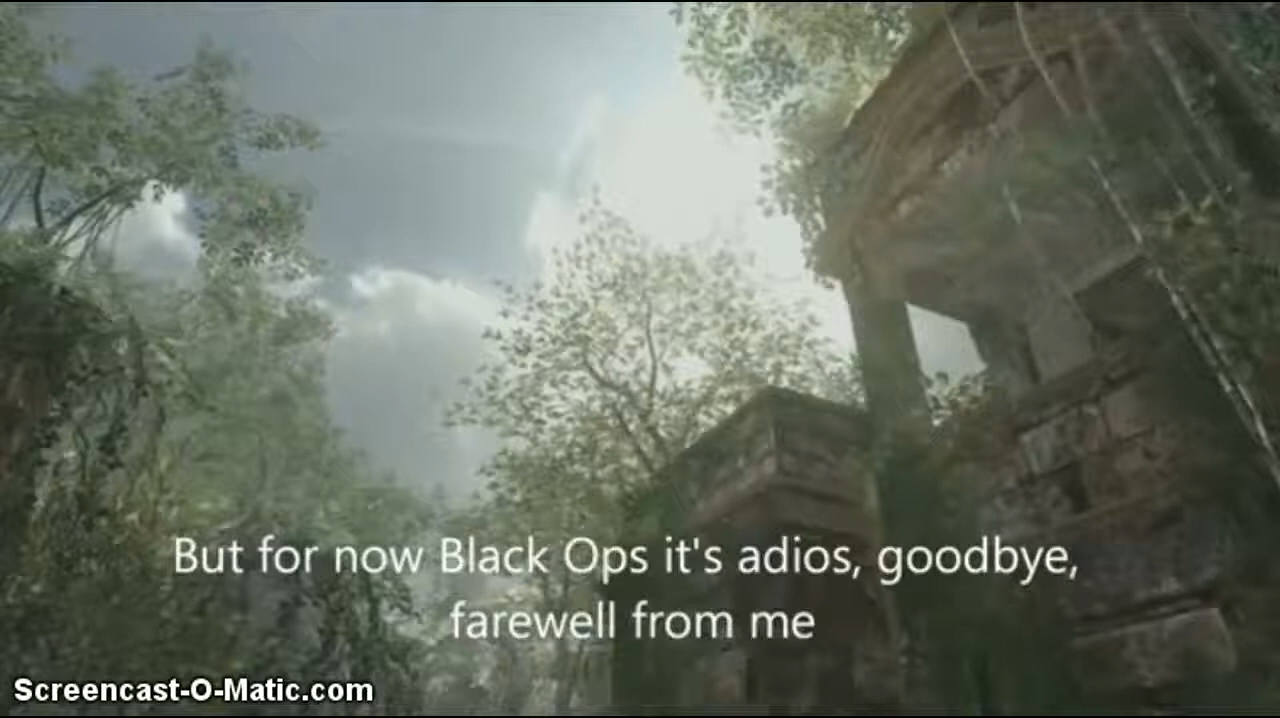 But for now Black Ops it's adios, goodbye,
farewell from me
Screencast-O-Matic.com